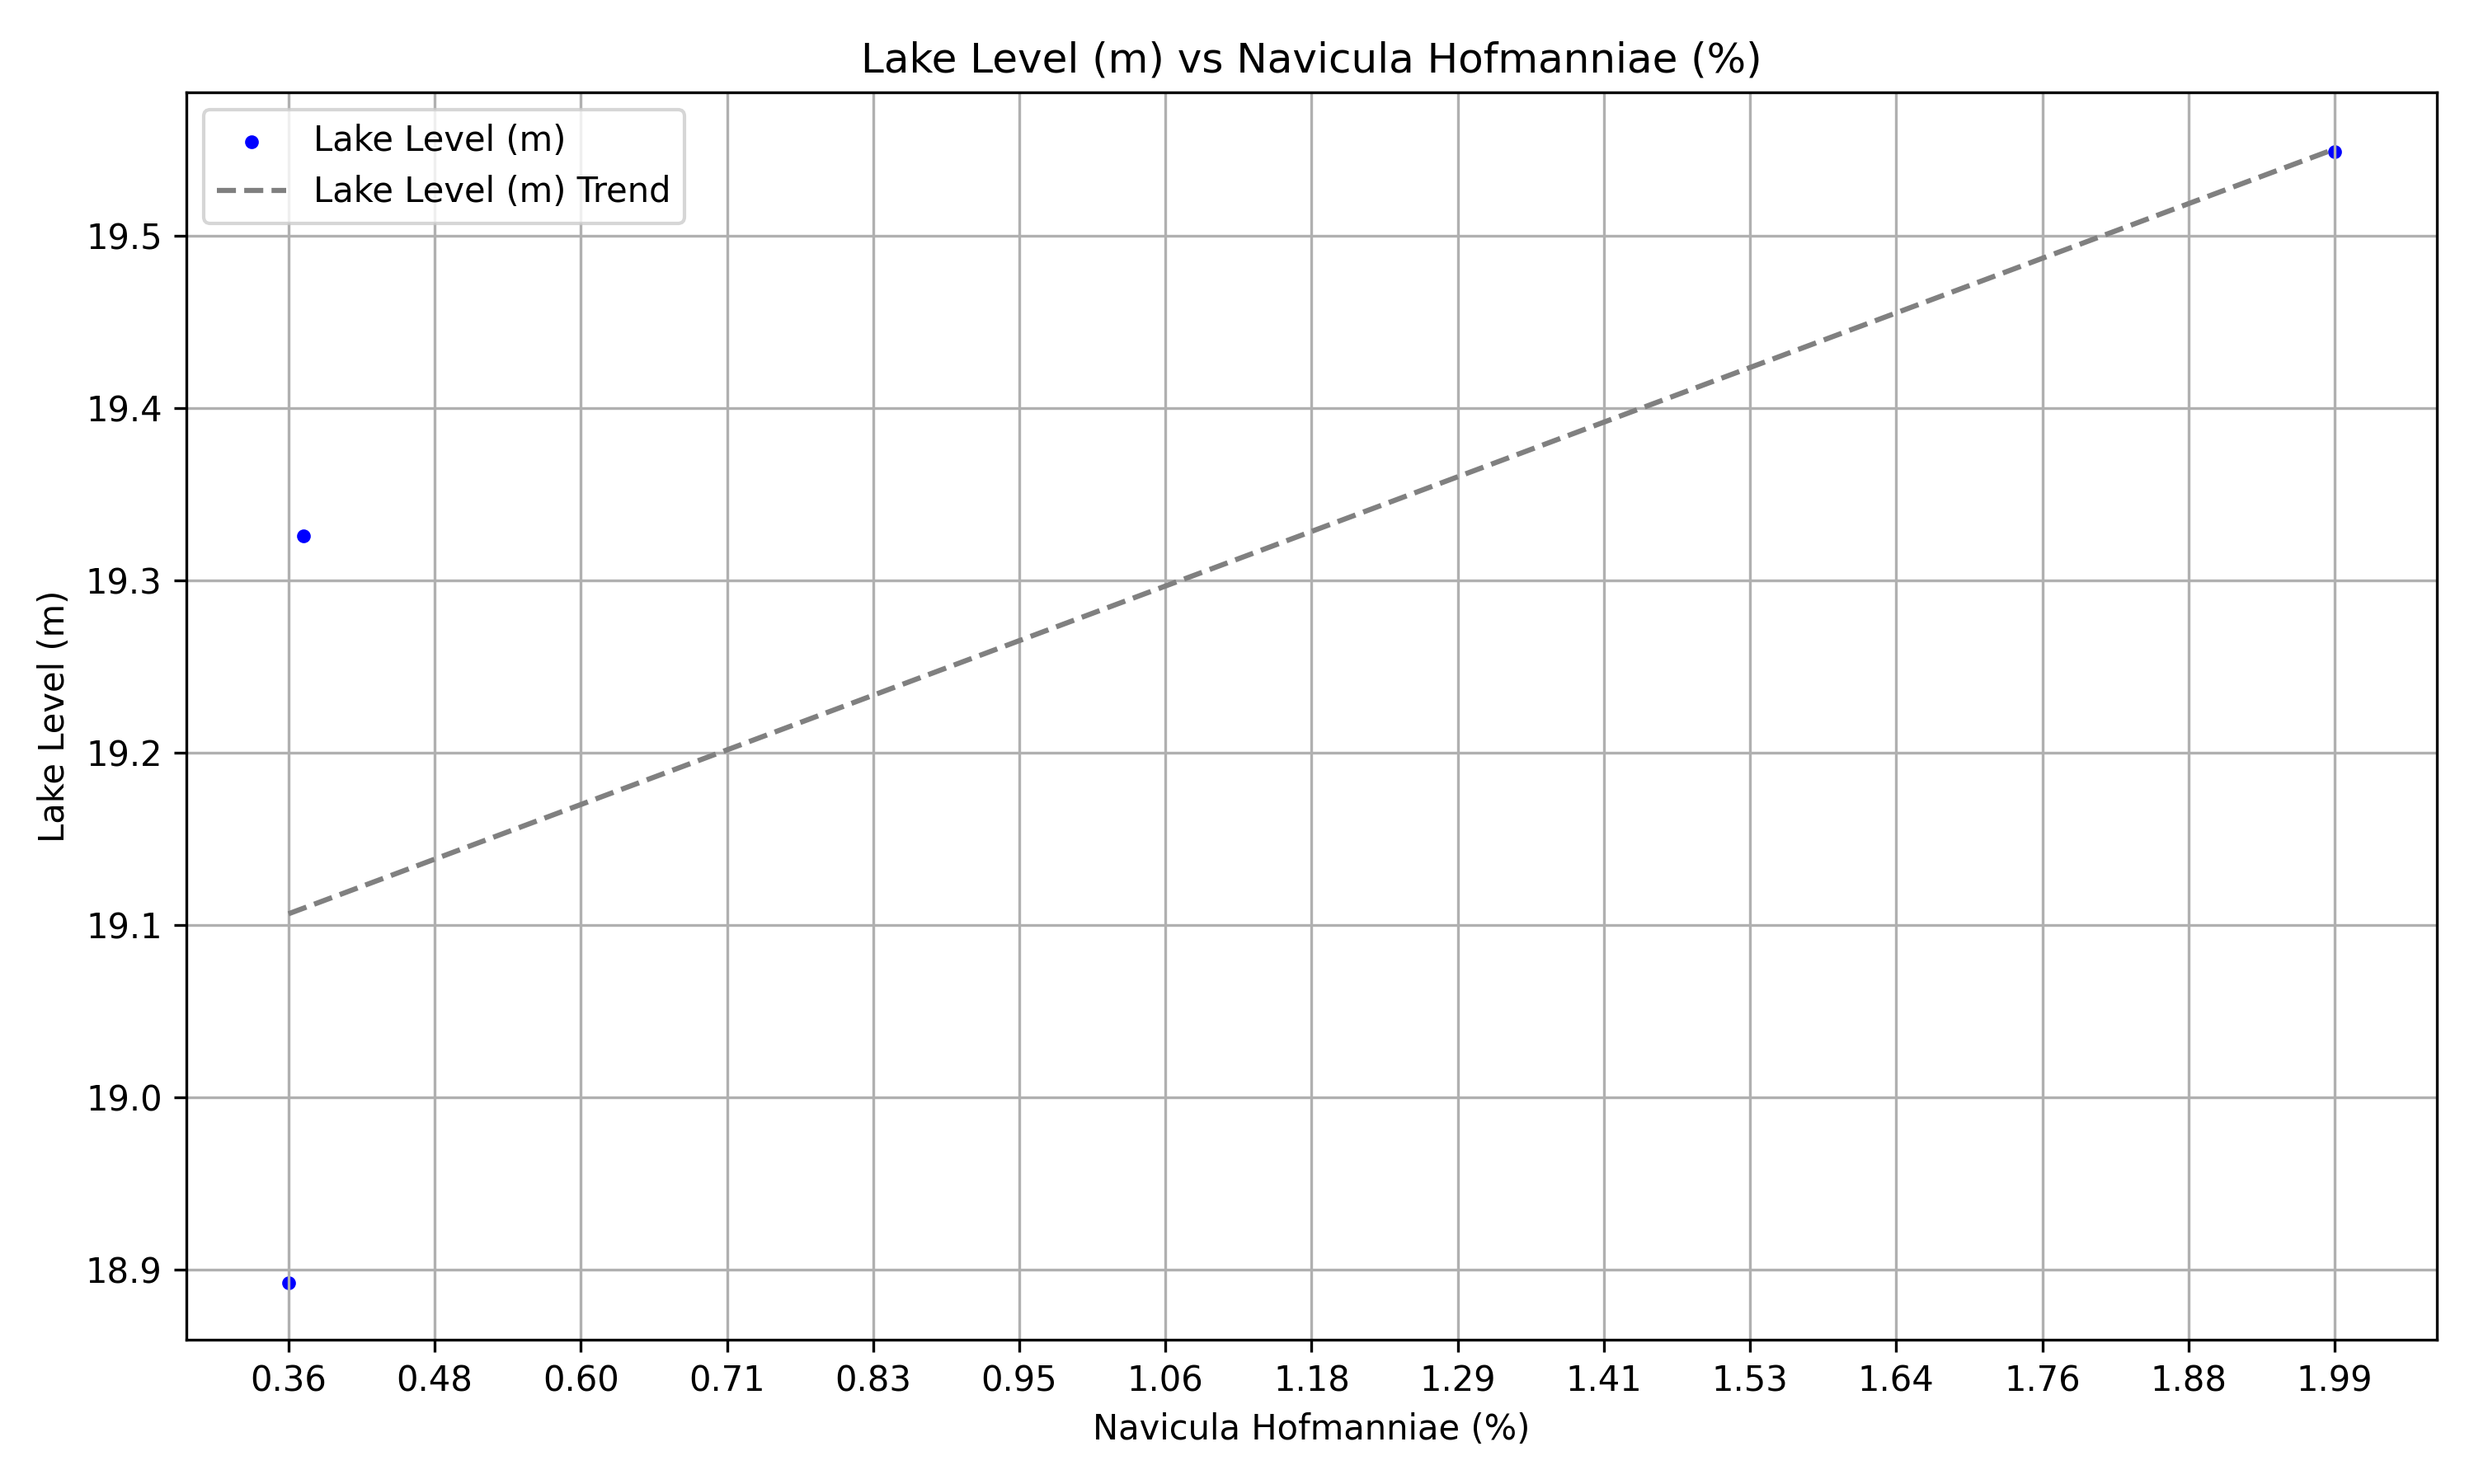 Lake Level (m) vs Navicula Hofmanniae (%)
Lake Level (m)
Lake Level (m) Trend
19.5
19.4
19.3
19.2
19.1
19.0
18.9
Lake Level (m)
0.36 0.48 0.60 0.71 0.83 0.95 1.06 1.18 1.29 1.41 1.53 1.64 1.76 1.88 1.99
Navicula Hofmanniae (%)